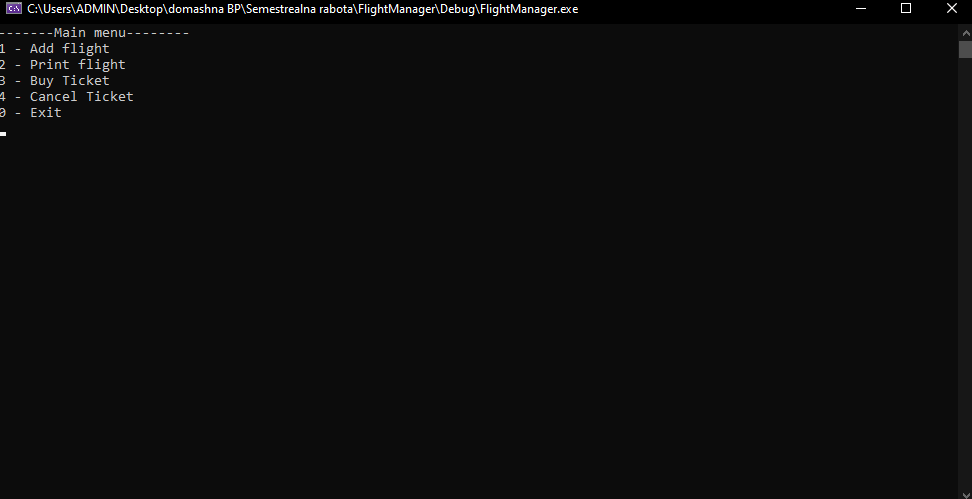 C:\Users\ADMIN\Desktop\domashna BP\Semestrealna rabota\FlightManager\Debug\FlightManager.exe
-------Main menu--------
1 - Add flight
2 - Print flight
3 - Buy Ticket
4 - Cancel Ticket
0 - Exit